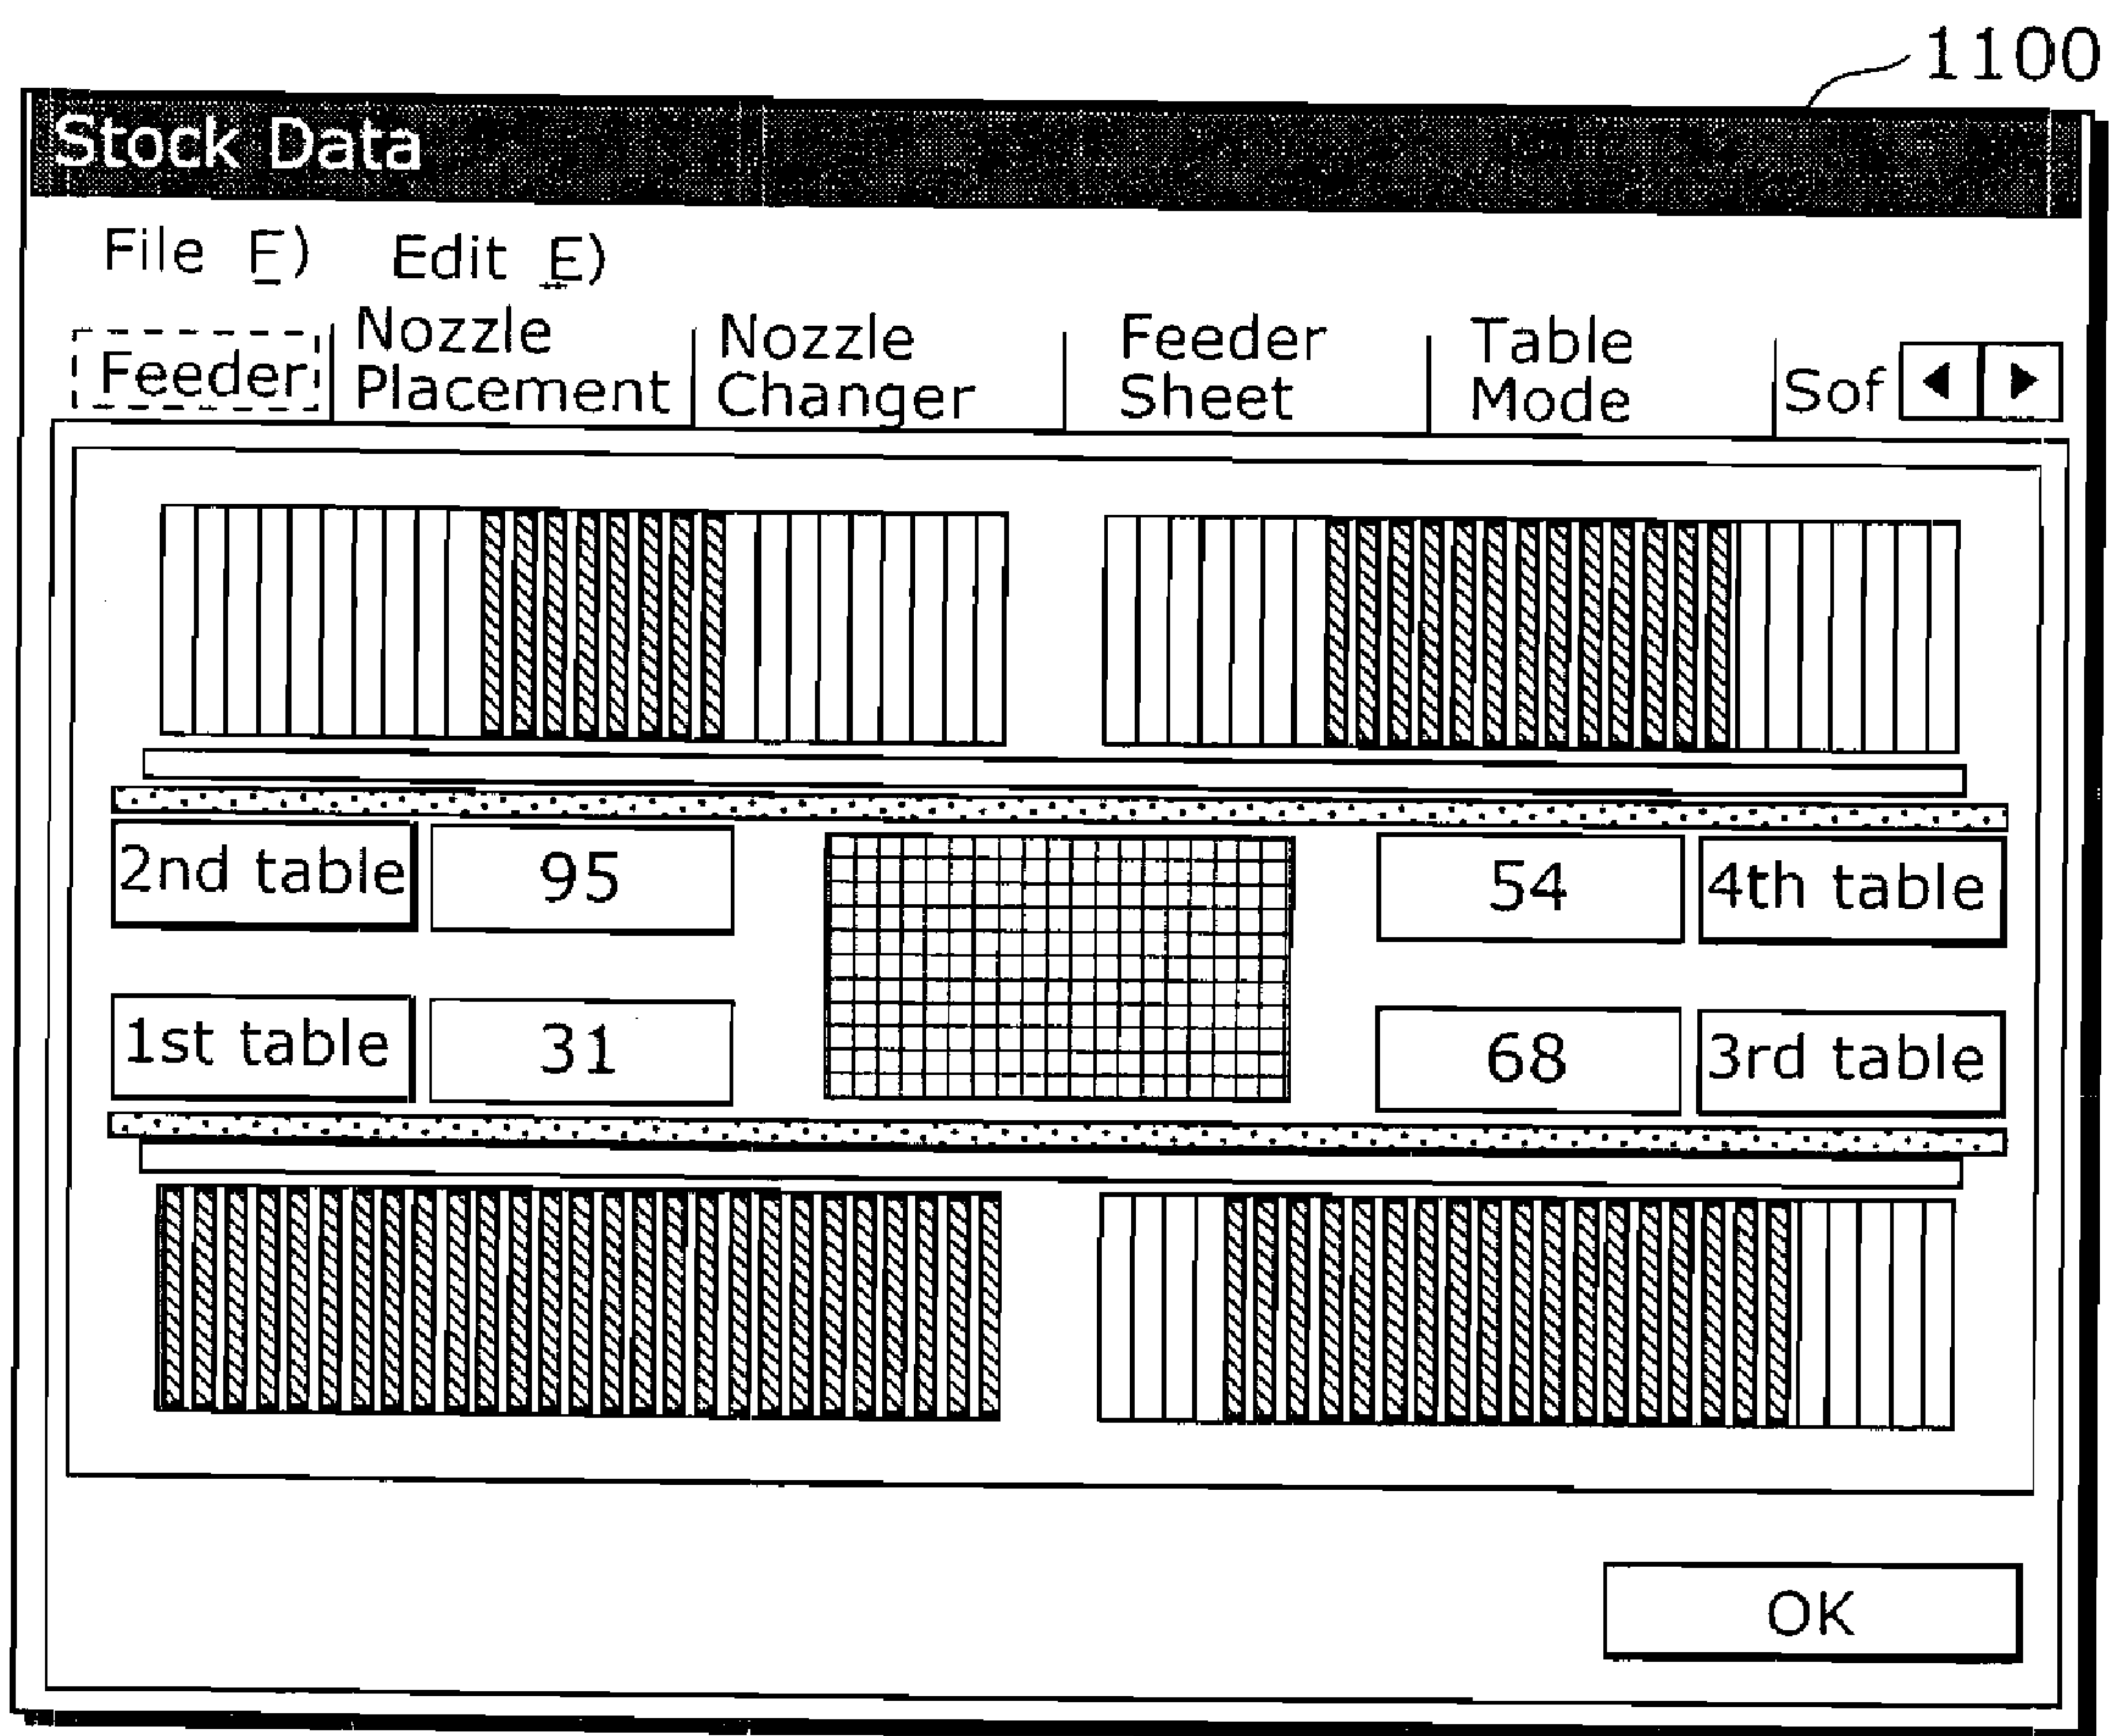 1100
Stock Data
File F) Edit E)
Feeder
Nozzle
Placement
Nozzle
Changer
Feeder
Sheet
Table
Mode
Sof
2nd table 95 54 4th table
1st table 31 68 3rd table
OK